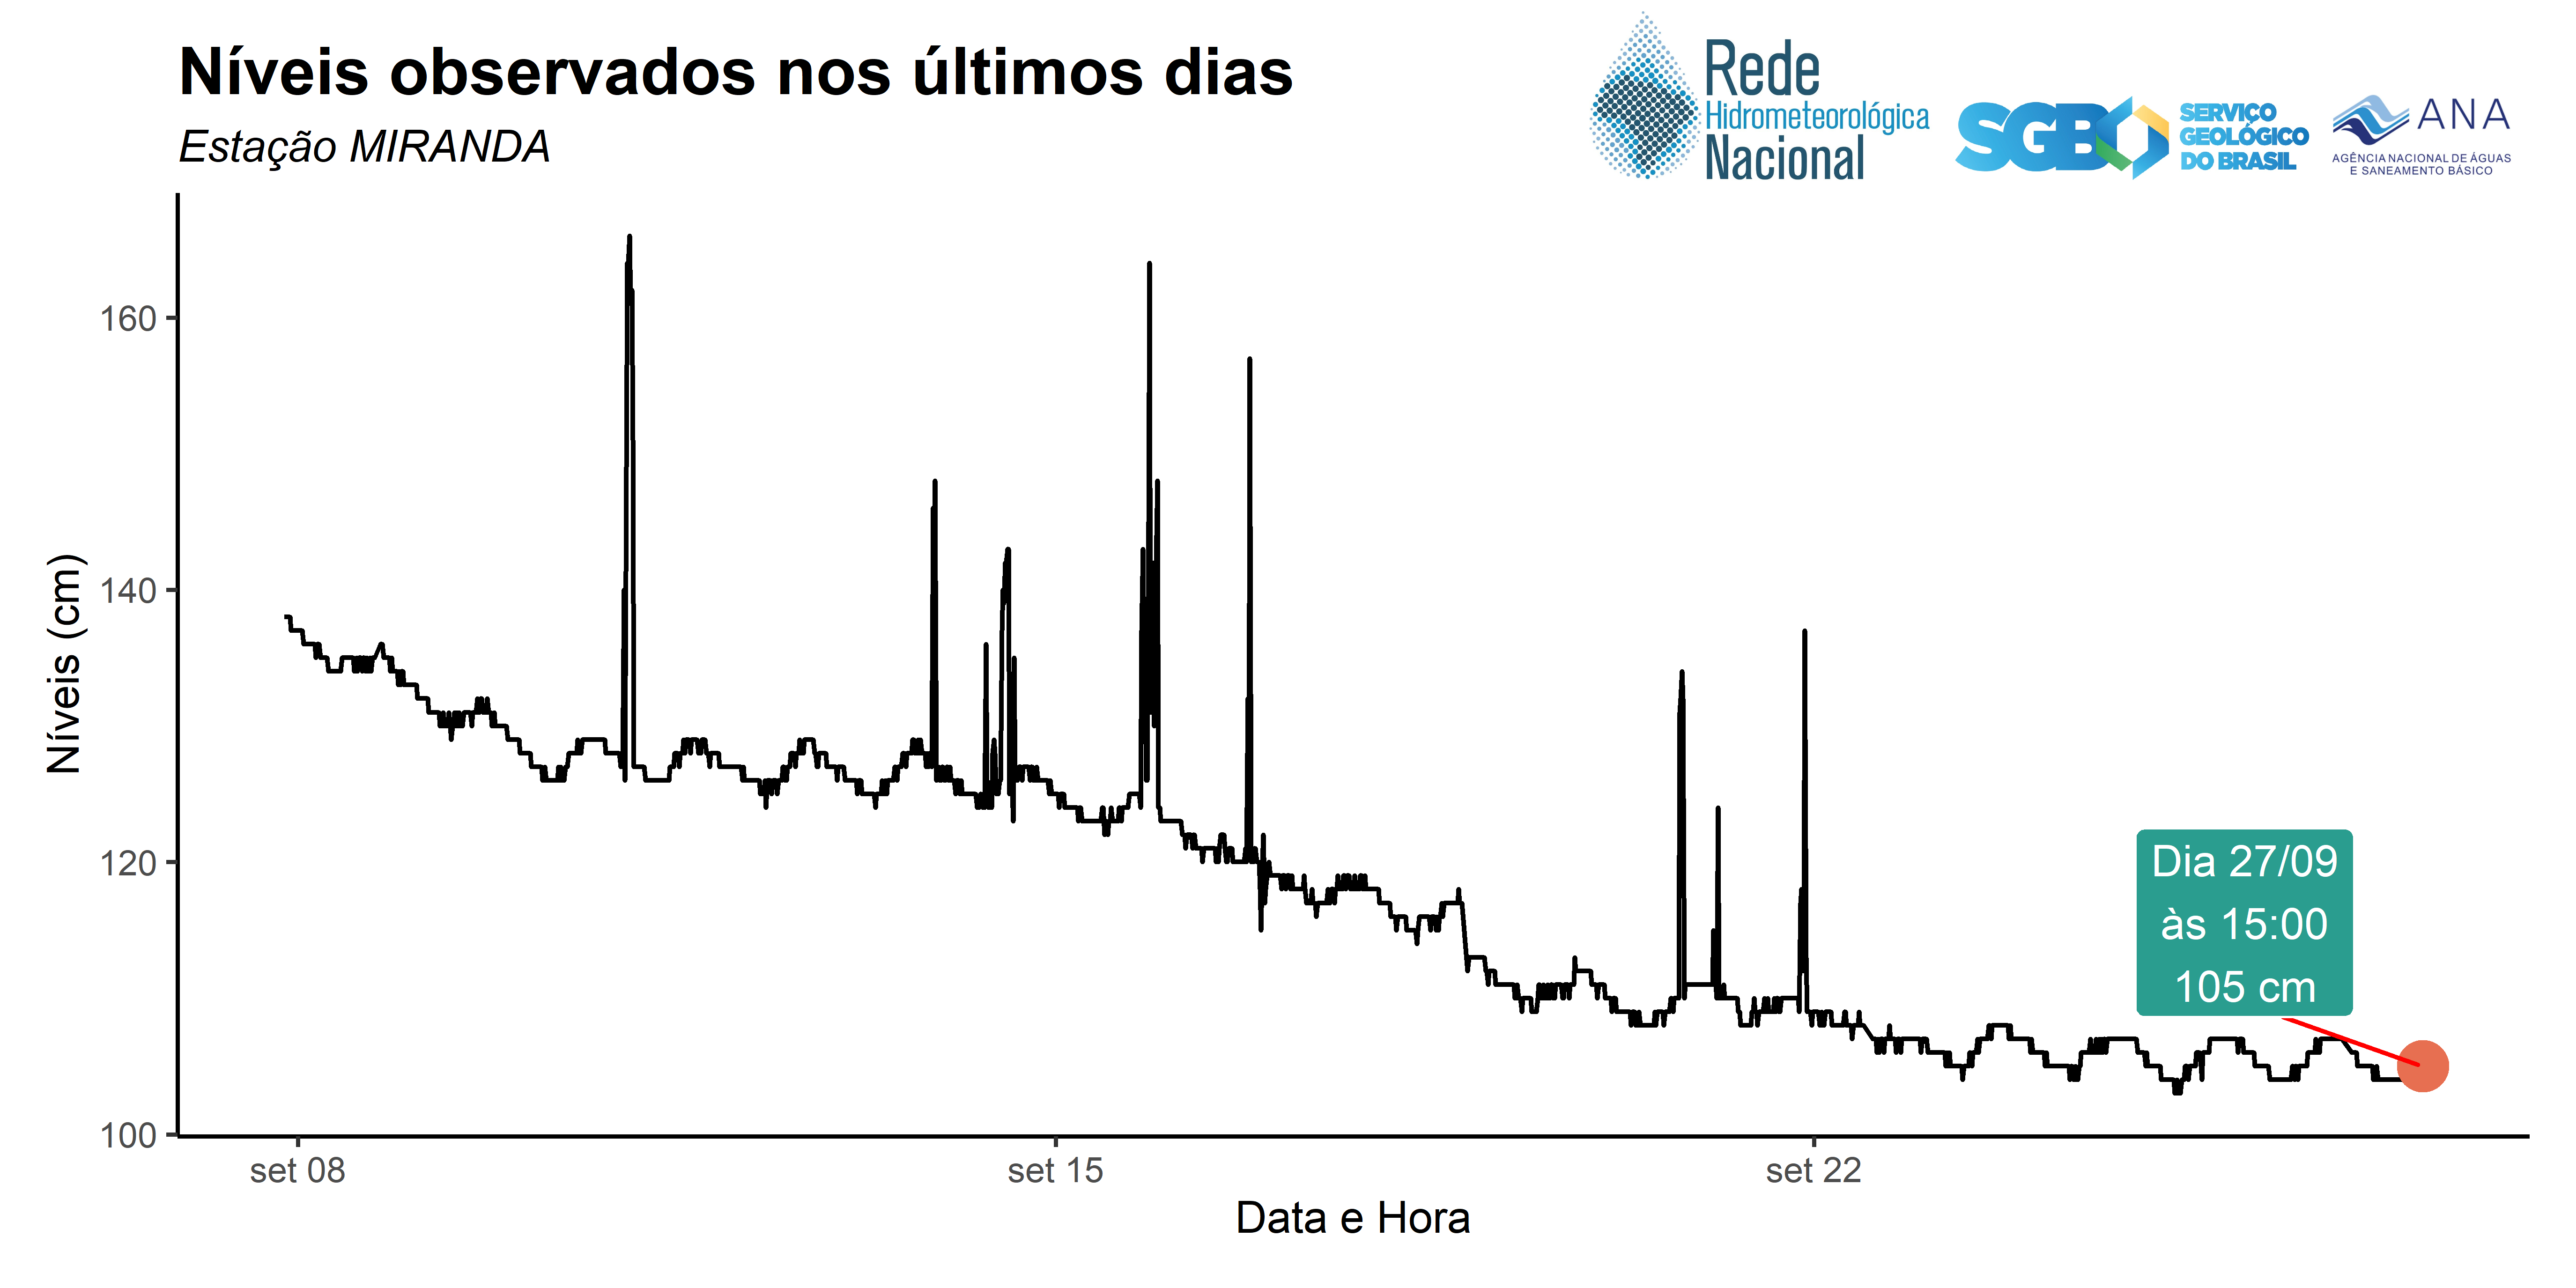 Níveis observados nos últimos dias
Estação MIRANDA
Rede
Hidrometeorológica
Nacional
SGB
SERVIÇO
GEOLÓGICO
DO BRASIL
ANA
AGÊNCIA NACIONAL DE ÁGUAS
E SANEAMENTO BÁSICO
Níveis (cm)
160
140
120
100
Dia 27/09
às 15:00
105 cm
set 08
set 15
set 22
Data e Hora